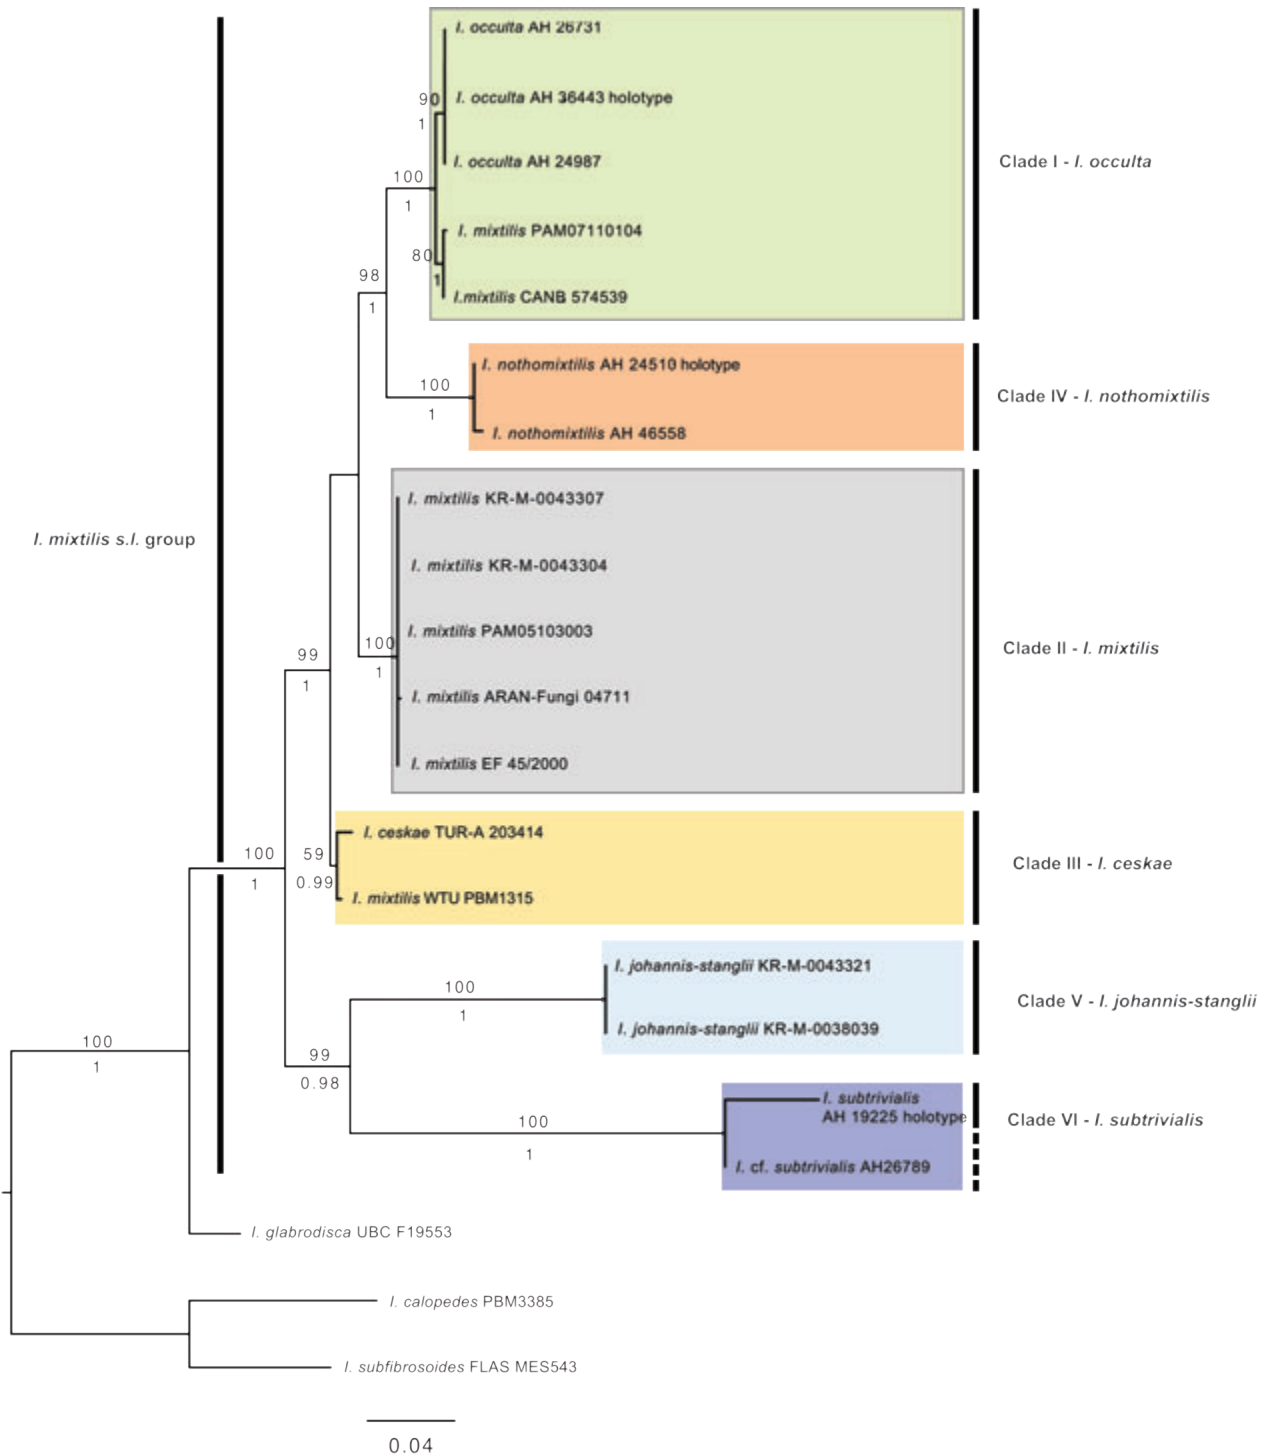 I. occulta AH 26731
90
I. occulta AH 36443 holotype
1
I. occulta AH 24987
Clade I - I. occulta
100
1
I. mixtilis PAM07110104
80
1
I.mixtilis CANB 574539
98
1
I. nothomixtilis AH 24510 holotype
100
1
Clade IV - I. nothomixtilis
I. nothomixtilis AH 46558
I. mixtilis KR-M-0043307
I. mixtilis s.l. group
I. mixtilis KR-M-0043304
I. mixtilis PAM05103003
100
1
Clade II - I. mixtilis
99
1
I. mixtilis ARAN-Fungi 04711
I. mixtilis EF 45/2000
I. ceskae TUR-A 203414
100
1
59
0.99
Clade III - I. ceskae
I. mixtilis WTU PBM1315
I. johannis-stanglii KR-M-0043321
100
1
Clade V - I. johannis-stanglii
I. johannis-stanglii KR-M-0038039
100
1
99
0.98
I. subtrivialis
AH 19225 holotype
100
1
Clade VI - I. subtrivialis
I. cf. subtrivialis AH26789
I. glabrodisca UBC F19553
I. calopedes PBM3385
I. subfibrosoides FLAS MES543
0.04